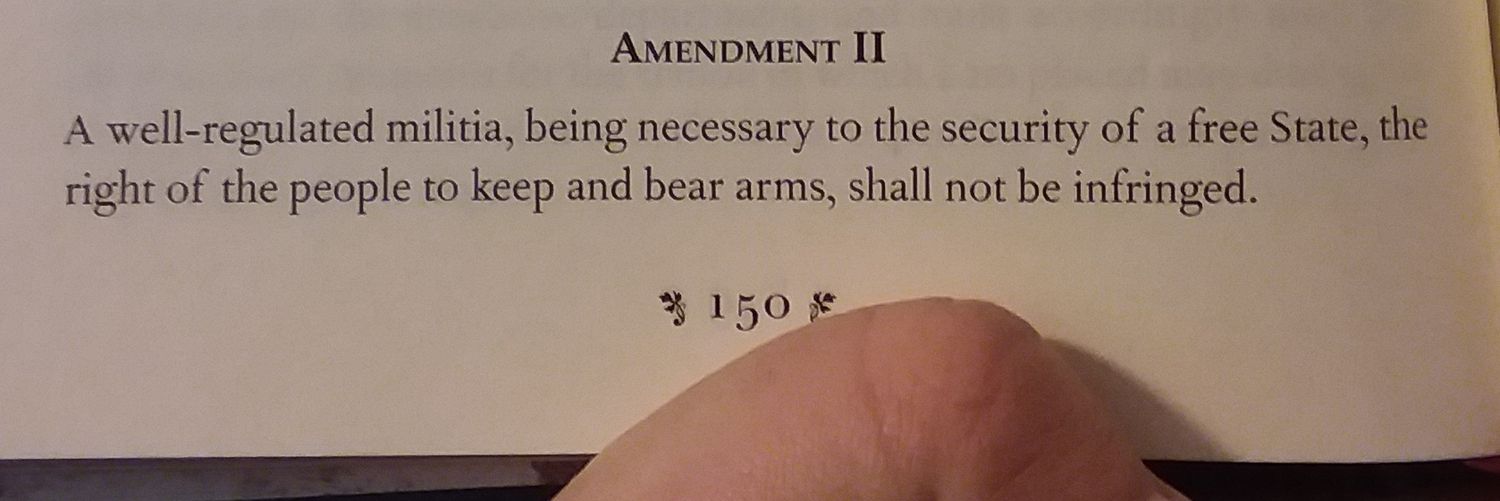 AMENDMENT II
A well-regulated militia, being necessary to the security of a free State, the
right of the people to keep and bear arms, shall not be infringed.
150